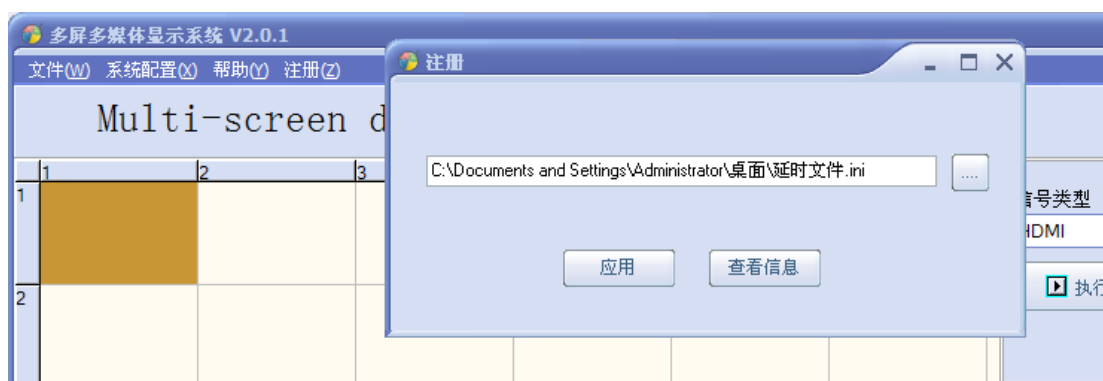 多屏多媒体显示系统 V2.0.1
文件(W) 系统配置(X) 帮助(Y) 注册(Z)
注册
Multi-screen d
C:\Documents and Settings\Administrator\桌面\延时文件.ini
....
1 2 3
1
信号类型
HDMI
应用 查看信息
执行
2